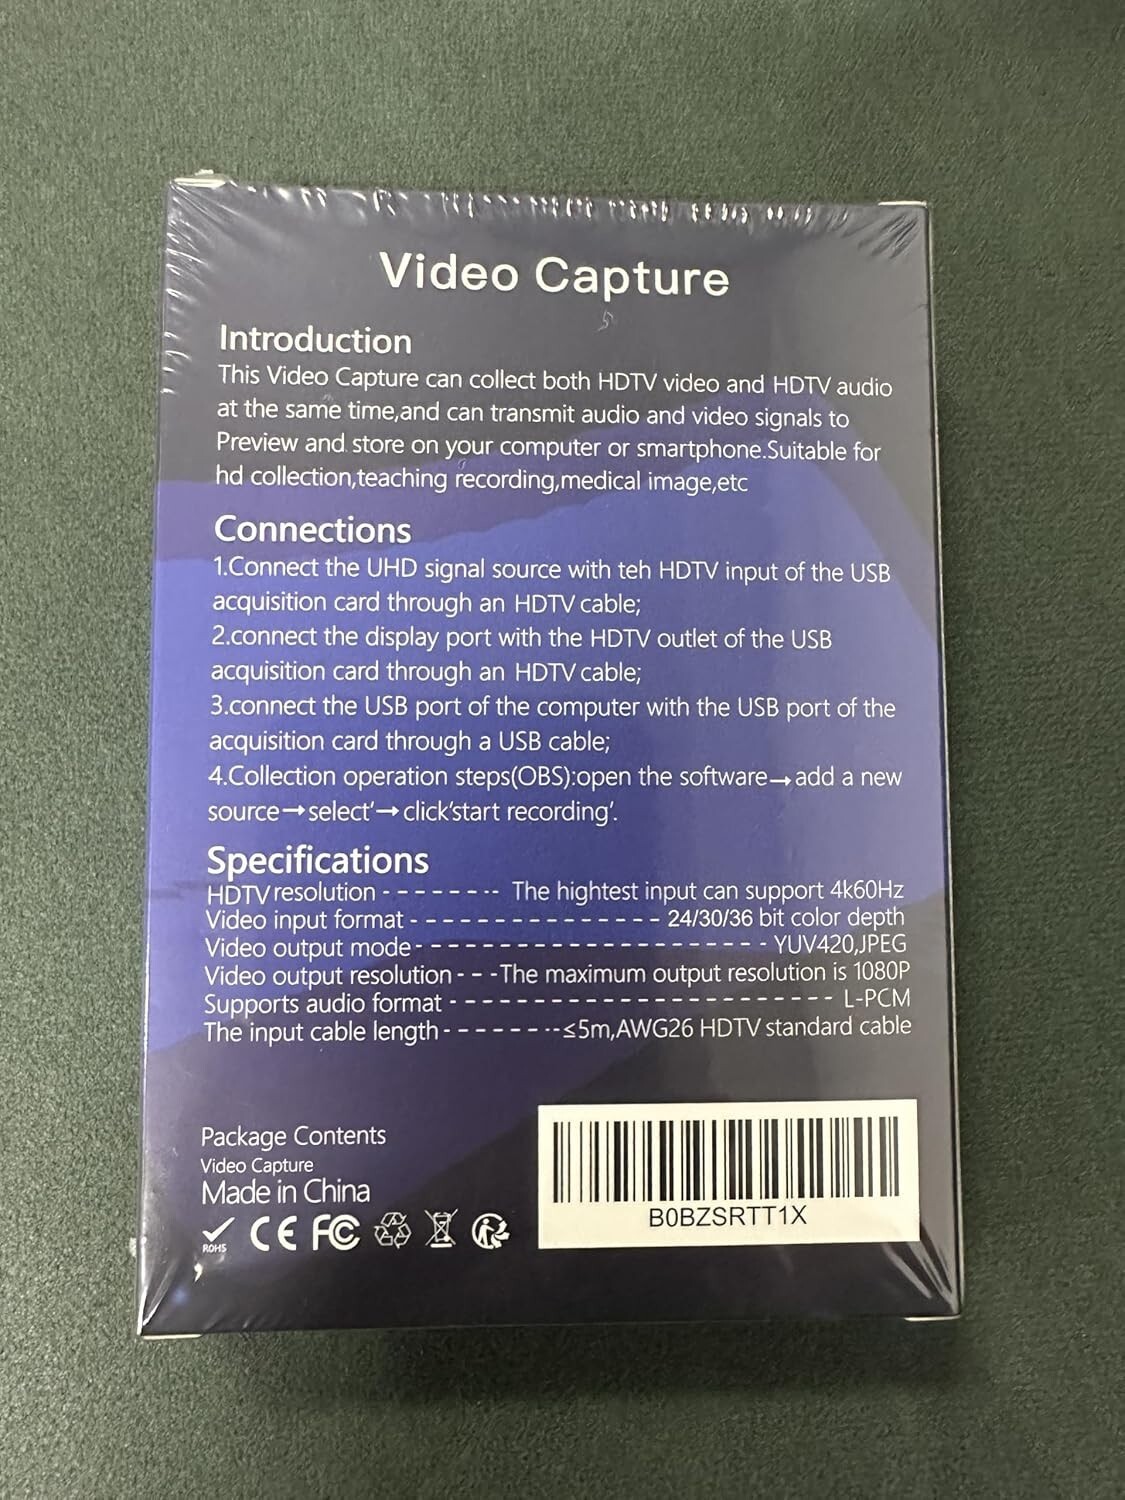 Video Capture
Introduction
This Video Capture can collect both HDTV video and HDTV audio
at the same time,and can transmit audio and video signals to
Preview and store on your computer or smartphone.Suitable for
hd collection,teaching recording,medical image,etc
Connections
1.Connect the UHD signal source with teh HDTV input of the USB
acquisition card through an HDTV cable;
2.connect the display port with the HDTV outlet of the USB
acquisition card through an HDTV cable;
3.connect the USB port of the computer with the USB port of the
acquisition card through a USB cable;
4.Collection operation steps(OBS):open the software→add a new
source→select'→click'start recording'.
Specifications
HDTV resolution - - - - - - - - The hightest input can support 4k60Hz
Video input format - - - - - - - - - - - - - - - - 24/30/36 bit color depth
Video output mode - - - - - - - - - - - - - - - - - - - - - - YUV420,JPEG
Video output resolution - - -The maximum output resolution is 1080P
Supports audio format - - - - - - - - - - - - - - - - - - - - - - - - L-PCM
The input cable length - - - - - - - -≤5m,AWG26 HDTV standard cable
Package Contents
Video Capture
Made in China
ROHS CE FC
B0BZSRTT1X